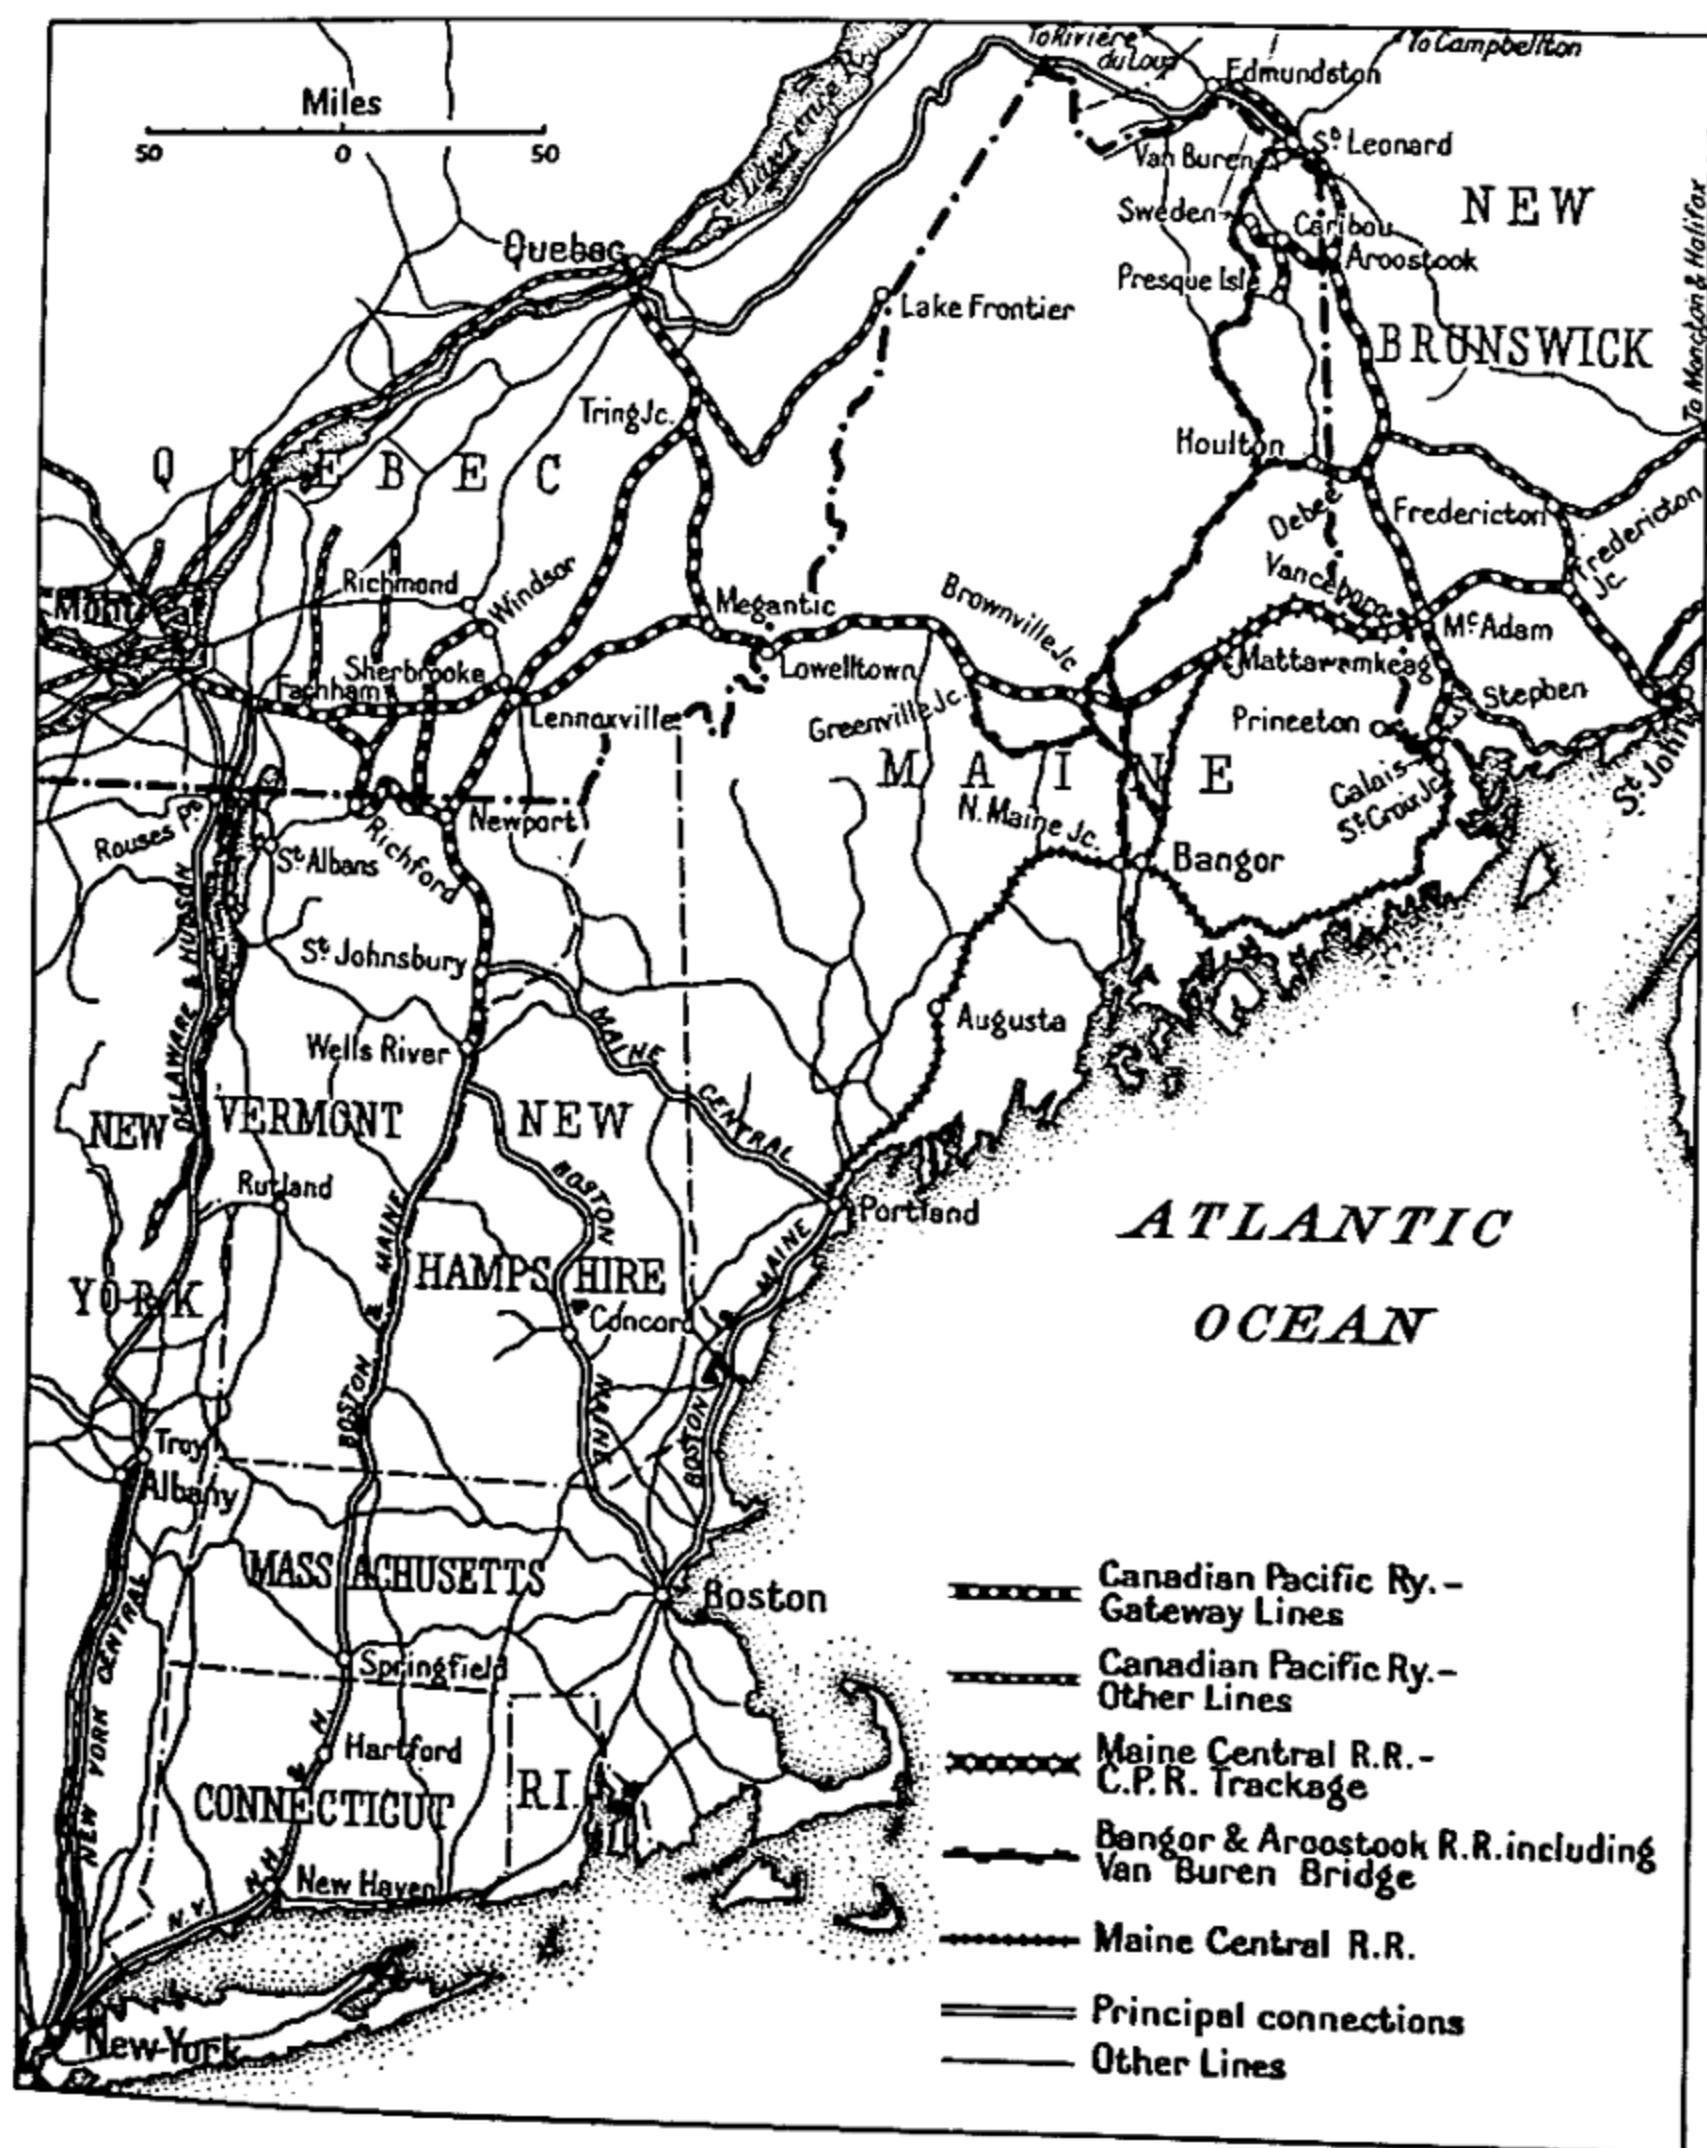 Miles
50 0 50
To Rivière
du Loup
To Campbellton
Edmundston
St. Leonard
Van Buren
Sweden
Caribou
Aroostook
Presque Isle
NEW
BRUNSWICK
To Moncton & Halifax
St. Lawrence
Quebec
Lake Frontier
Tring Jc.
Houlton
QUEBEC
Debec
Fredericton
Fredericton
Jc.
Vanceboro
Richmond
Windsor
Megantic
Brownville Jc.
McAdam
Mattawamkeag
Sherbrooke
Farnham
Lowelltown
Lennoxville
Greenville Jc.
Princeton
Stephen
St. John
MAINE
Calais
St Croix Jc.
N. Maine Jc.
Bangor
Rouses Pt.
Newport
Richford
St Albans
DELAWARE & HUDSON
St Johnsbury
Augusta
MAINE
CENTRAL
Wells River
NEW
VERMONT
NEW
BOSTON
Rutland
Portland
ATLANTIC
OCEAN
YORK
MAINE
HAMPSHIRE
MAINE
&
&
Concord
BOSTON
MAINE
BOSTON
Troy
Albany
MASSACHUSETTS
Boston
Springfield
NEW YORK CENTRAL
H.
&
Hartford
CONNECTICUT
R.I.
N.H.
New Haven
N.Y.
New York
Canadian Pacific Ry.-
Gateway Lines
Canadian Pacific Ry.-
Other Lines
Maine Central R.R.-
C.P.R. Trackage
Bangor & Aroostook R.R. including
Van Buren Bridge
Maine Central R.R.
Principal connections
Other Lines